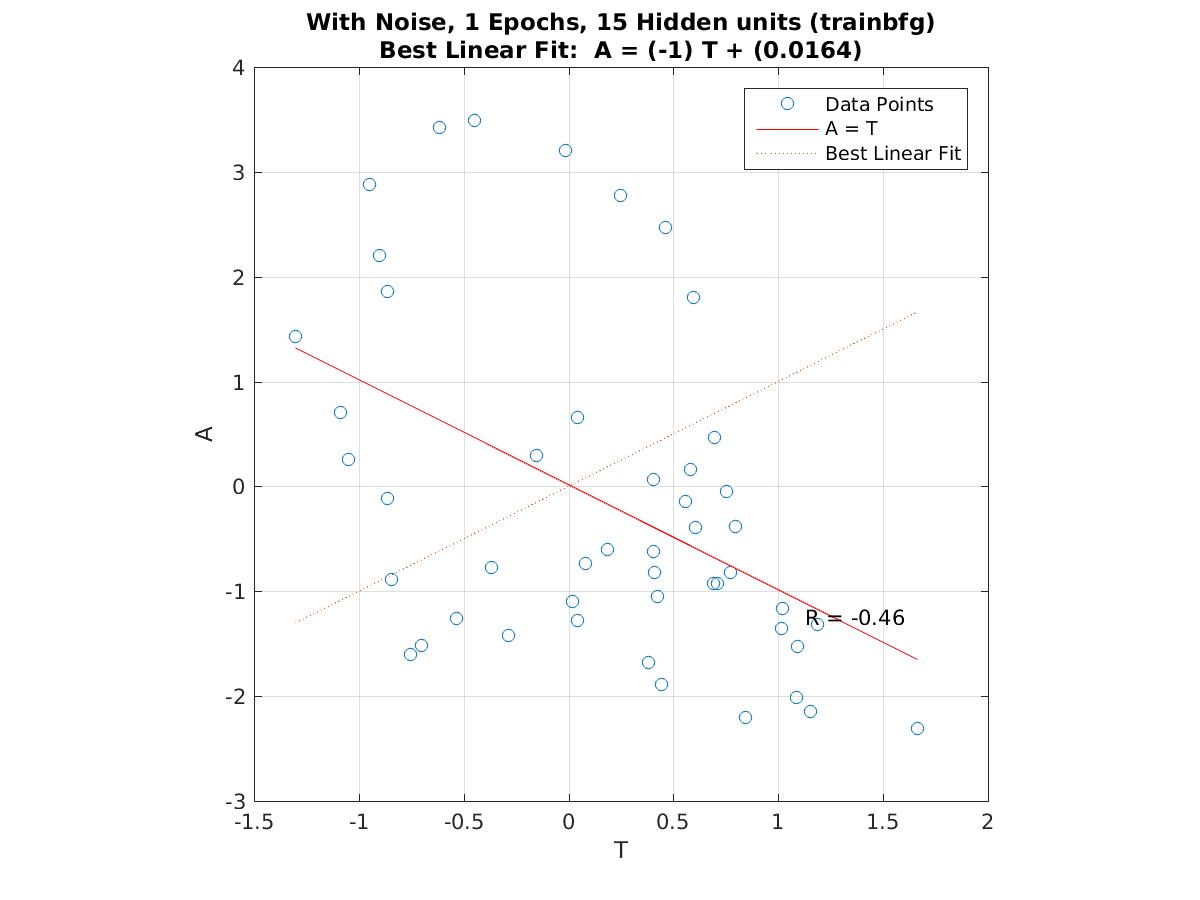 With Noise, 1 Epochs, 15 Hidden units (trainbfg)
Best Linear Fit:  A = (-1) T + (0.0164)
4
3
2
1
0
-1
-2
-3
A
Data Points
A = T
Best Linear Fit
R = -0.46
-1.5
-1
-0.5
0
0.5
1
1.5
2
T